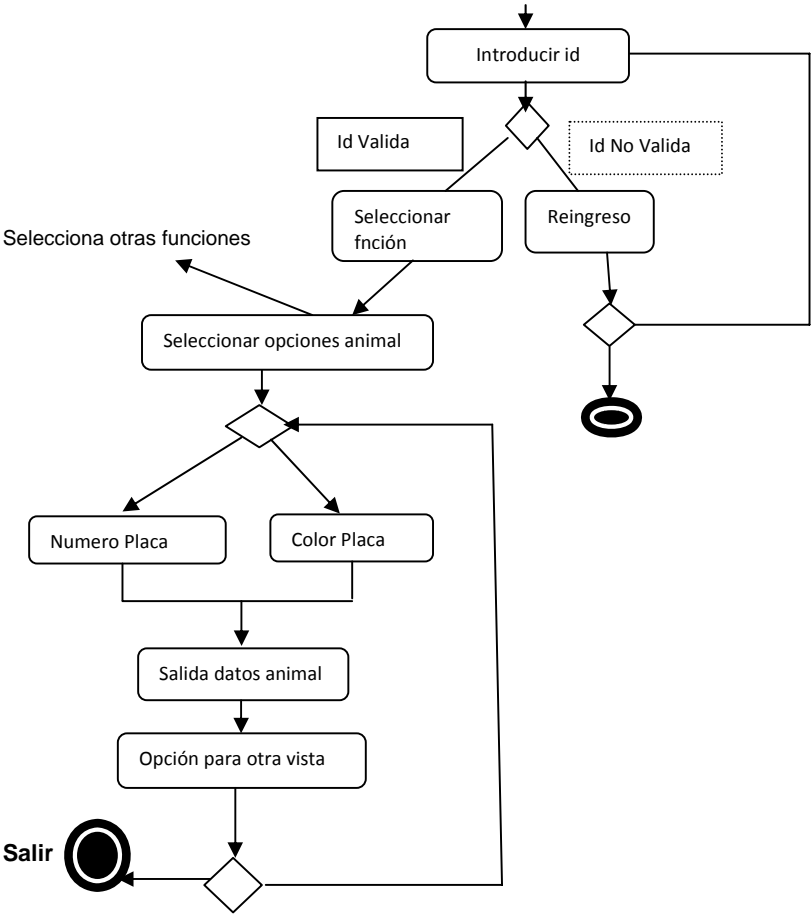 Introducir id
Id Valida
Id No Valida
Seleccionar
fnción
Reingreso
Selecciona otras funciones
Seleccionar opciones animal
Numero Placa
Color Placa
Salida datos animal
Opción para otra vista
Salir